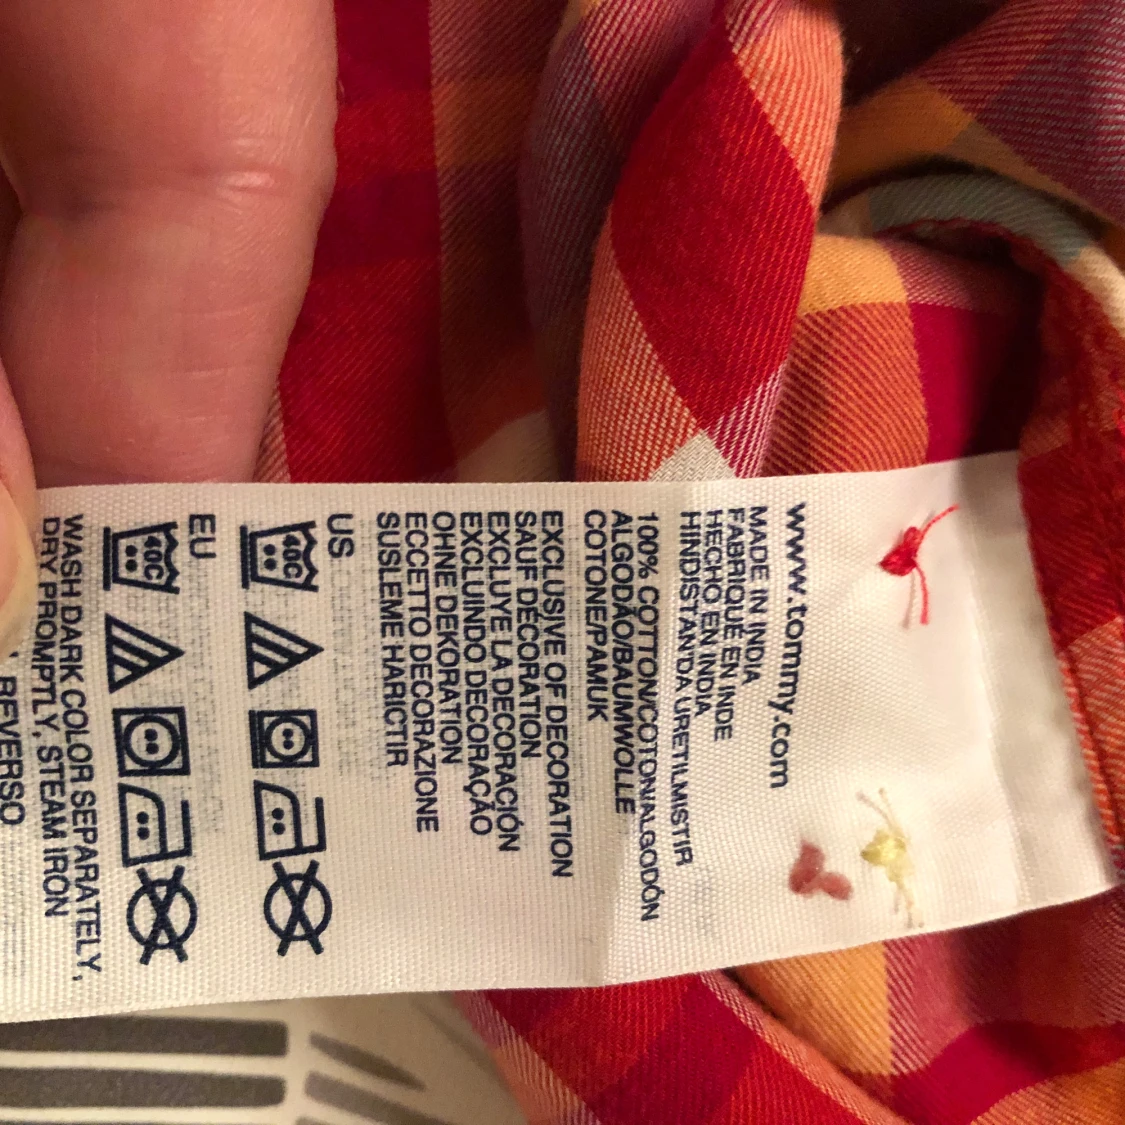 www.tommy.com
MADE IN INDIA
FABRIQUÉ EN INDE
HECHO EN INDIA
HINDISTAN'DA URETILMISTIR
100% COTTON/COTON/ALGODÓN
ALGODÃO/BAUMWOLLE
COTONE/PAMUK
EXCLUSIVE OF DECORATION
SAUF DÉCORATION
EXCLUYE LA DECORACIÓN
EXCLUINDO DECORAÇÃO
OHNE DEKORATION
ECCETTO DECORAZIONE
SUSLEME HARICTIR
US
40C
EU
40C
WASH DARK COLOR SEPARATELY,
DRY PROMPTLY, STEAM IRON
REVERSO